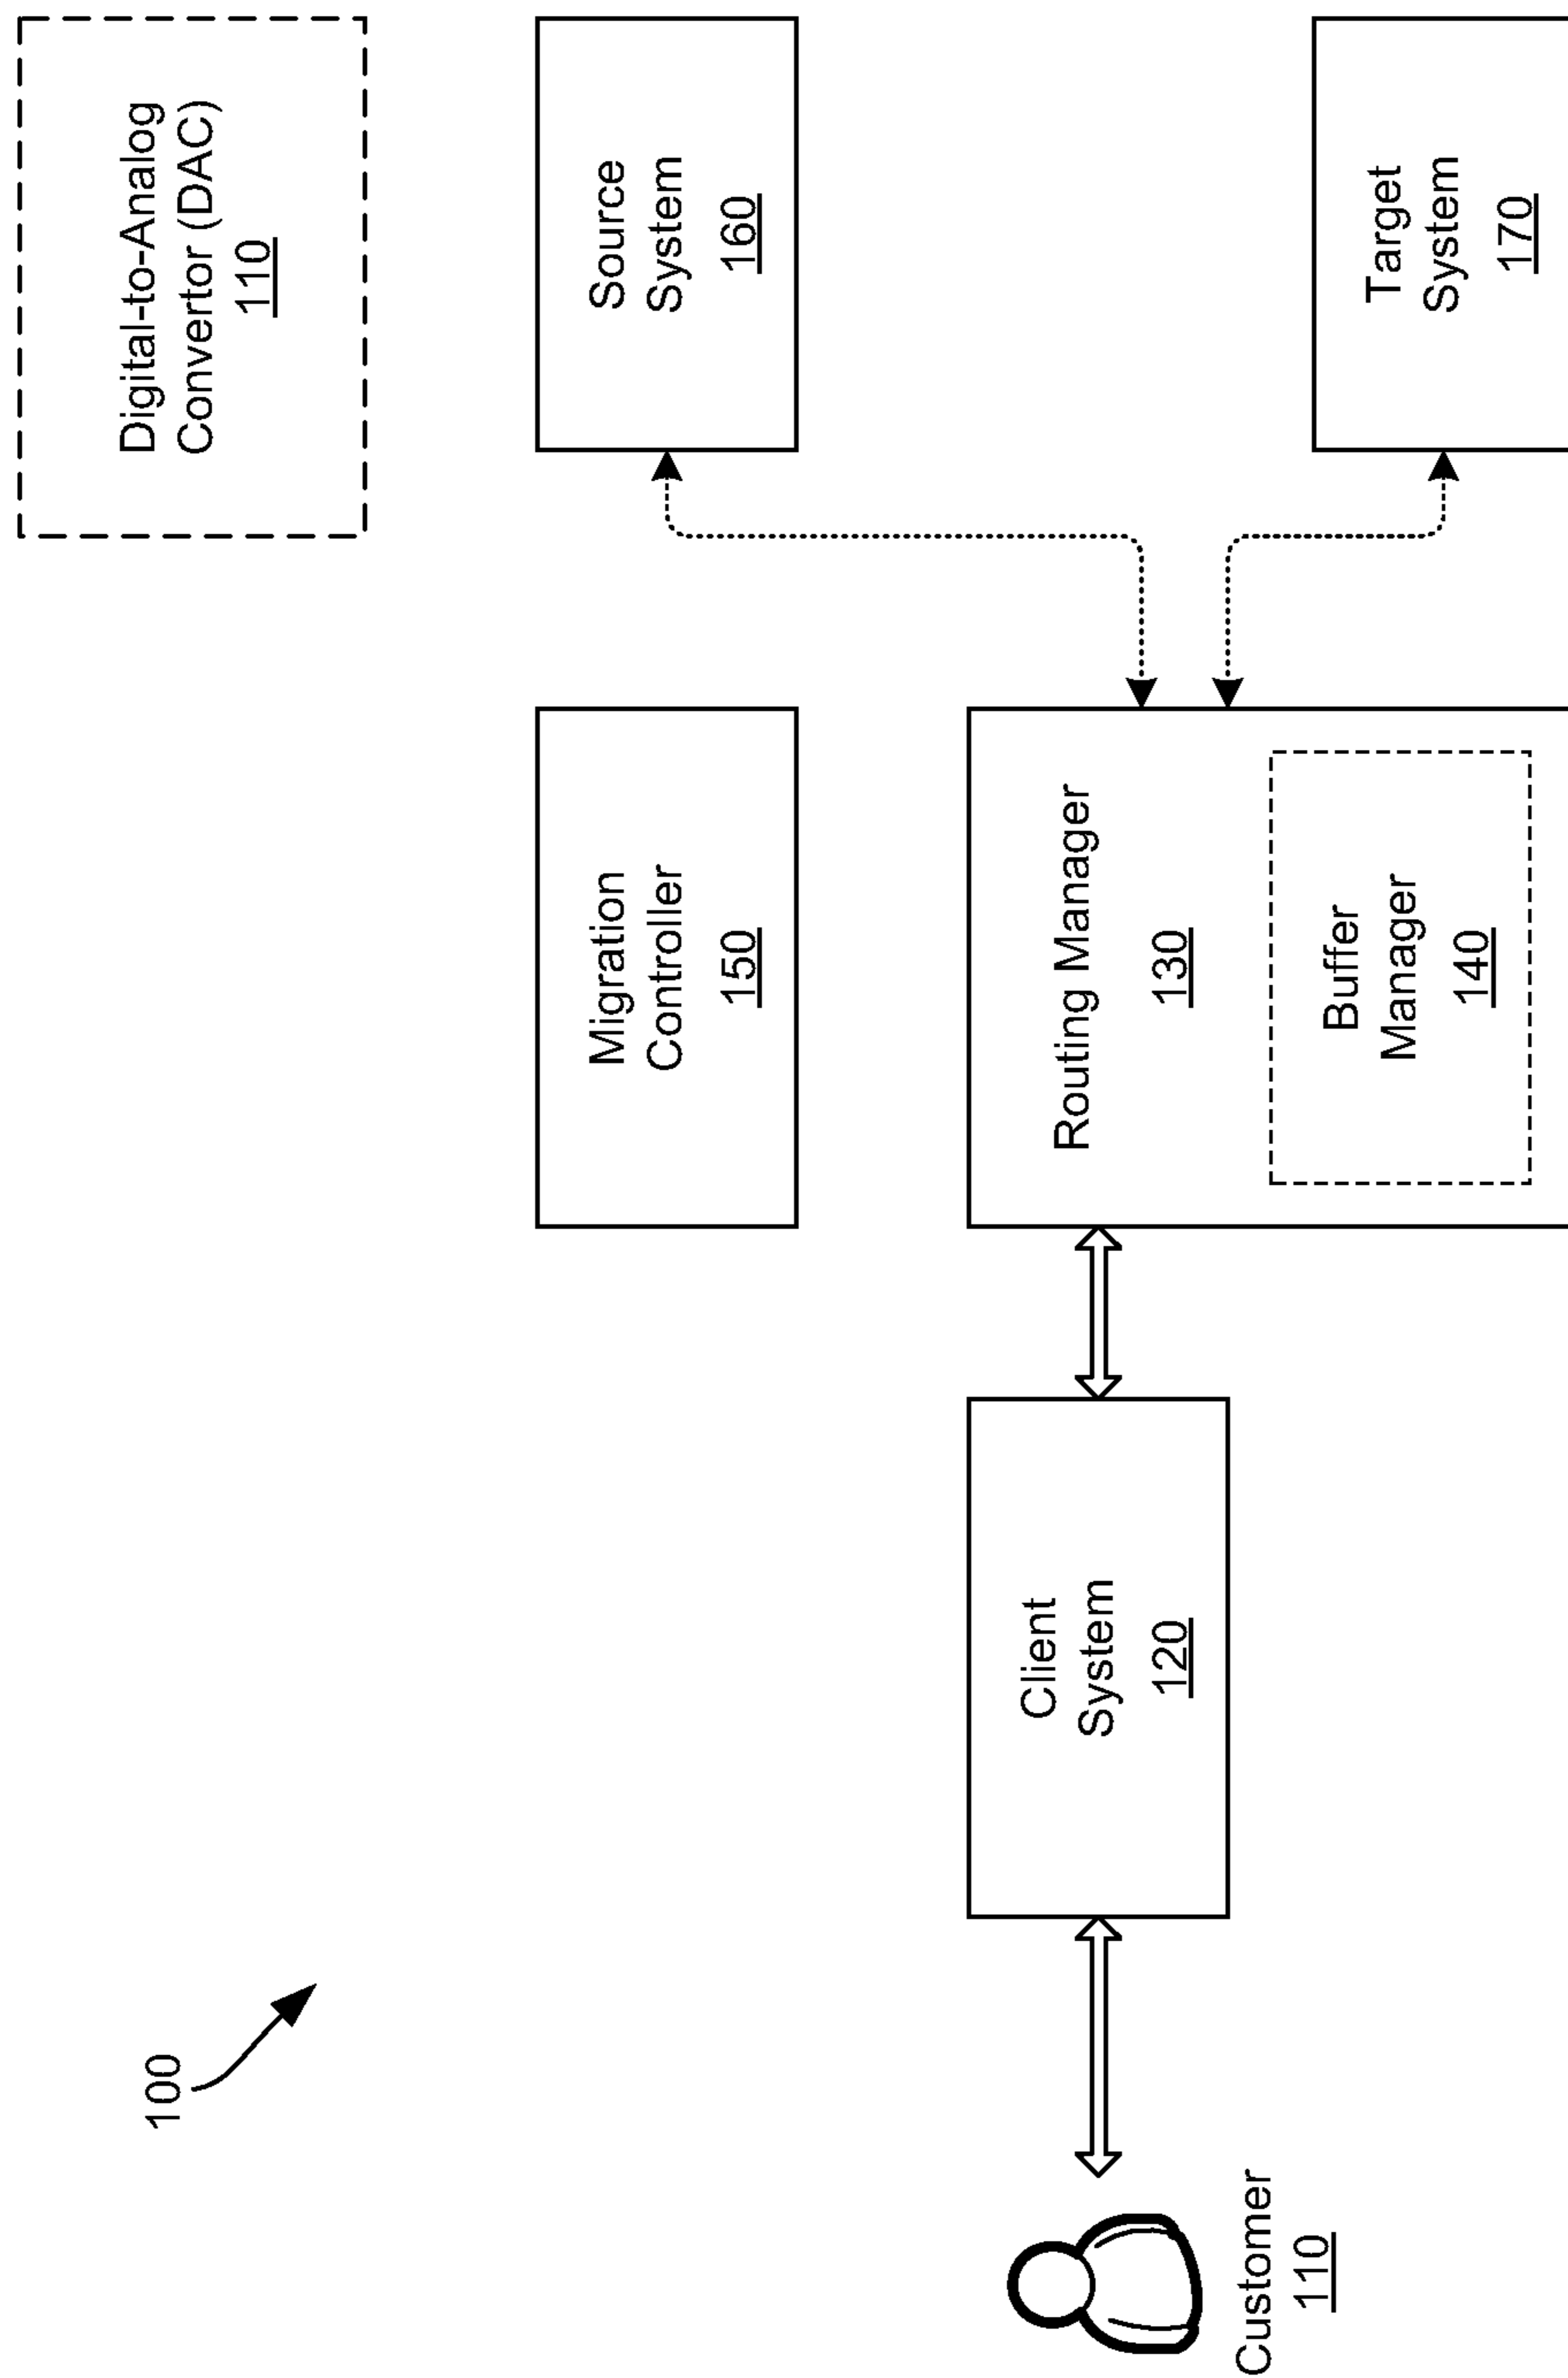 100
Digital-to-Analog
Convertor (DAC)
110
Migration
Controller
150
Source
System
160
Customer
110
Client
System
120
Routing Manager
130
Buffer
Manager
140
Target
System
170